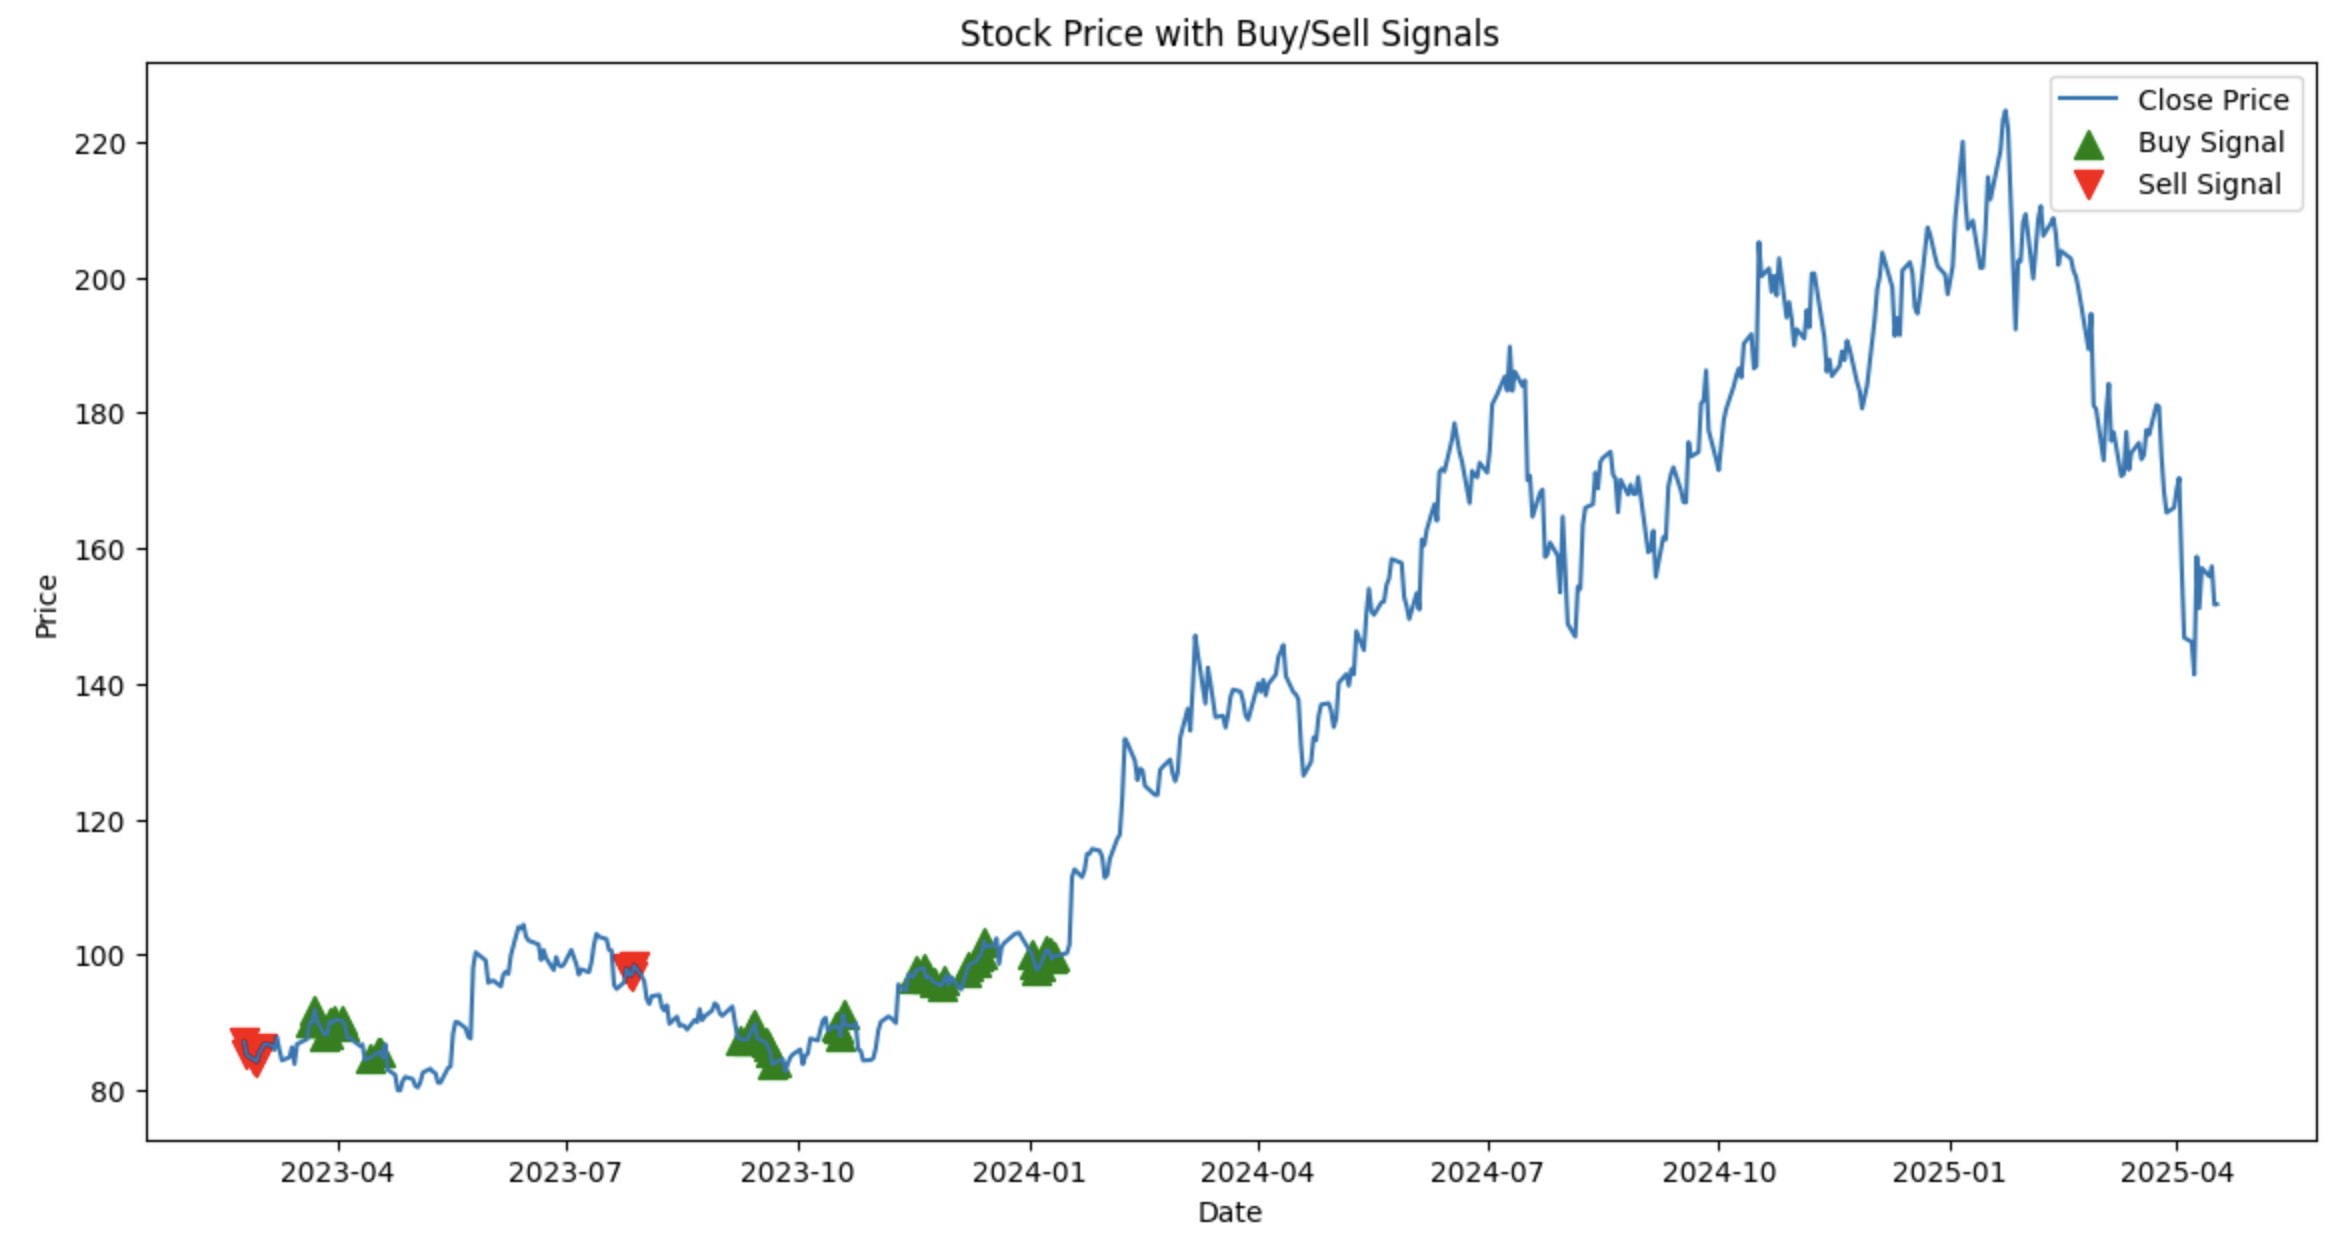 Stock Price with Buy/Sell Signals
Close Price
Buy Signal
Sell Signal
220
200
180
160
140
120
100
80
Price
2023-04 2023-07 2023-10 2024-01 2024-04 2024-07 2024-10 2025-01 2025-04
Date